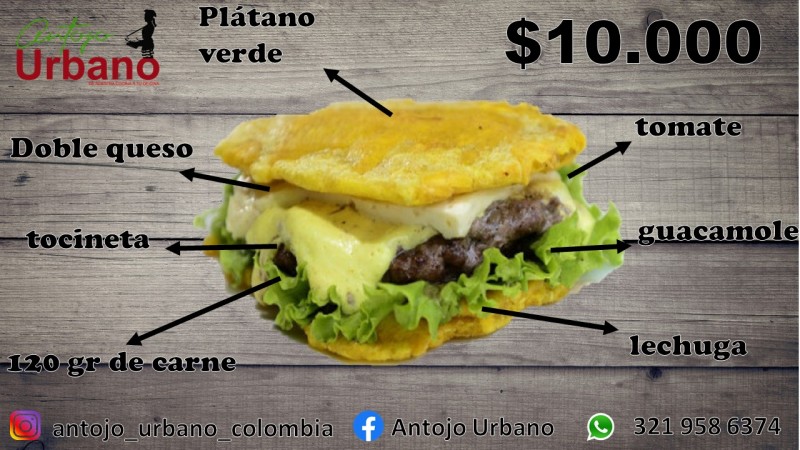 Antojo
Urbano
Plátano
verde
$10.000
Doble queso
tomate
tocineta
guacamole
120 gr de carne
lechuga
antojo_urbano_colombia
Antojo Urbano
321 958 6374